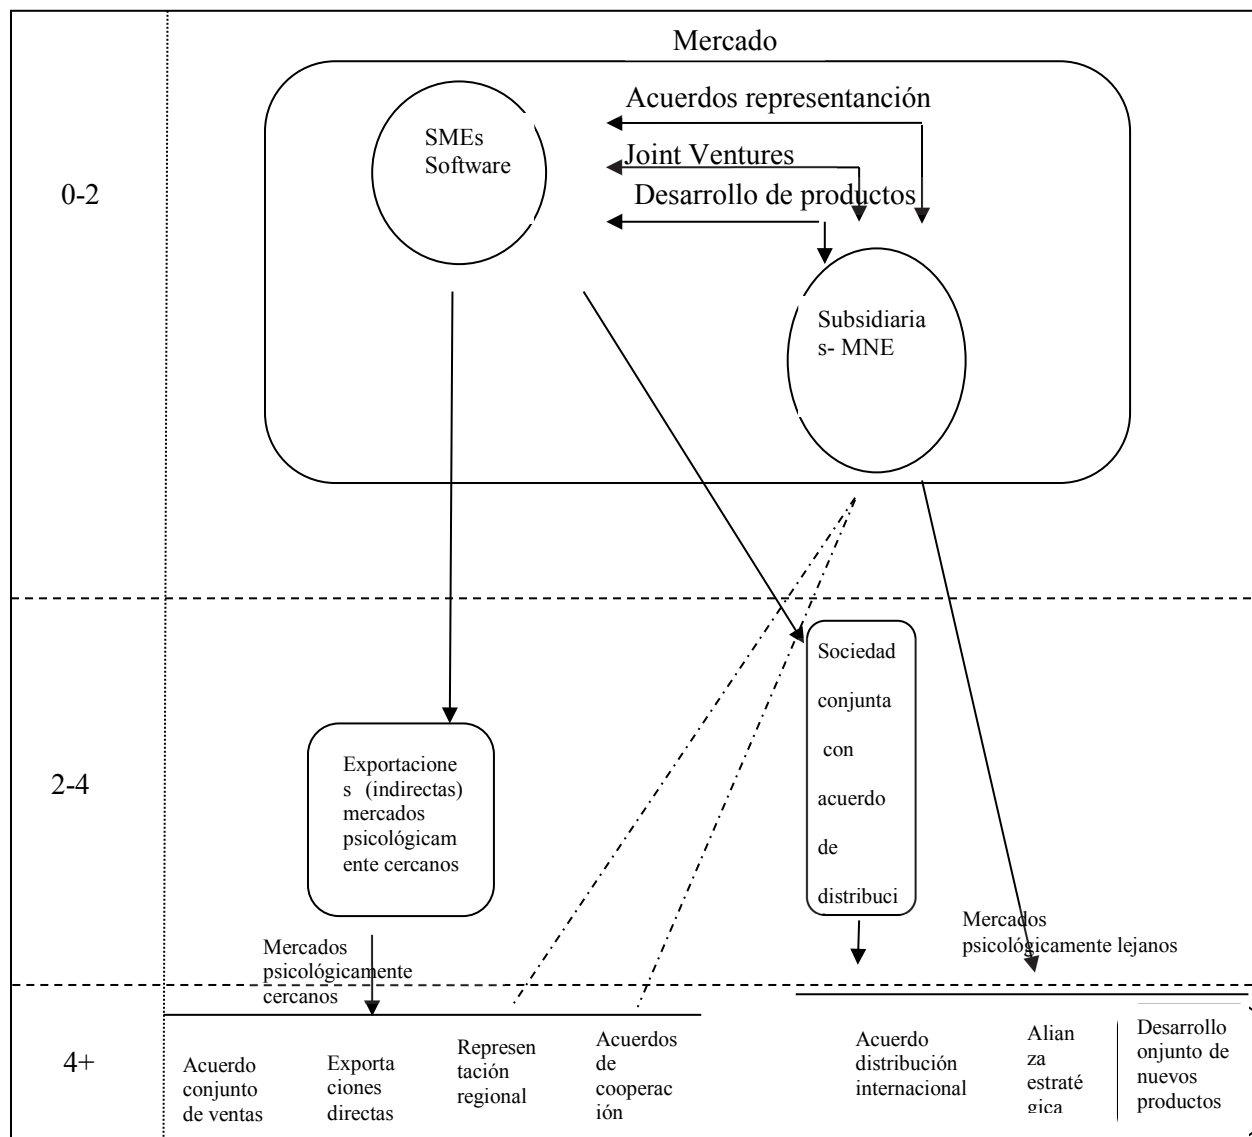 Mercado
Acuerdos representanción
SMEs
Software
Joint Ventures
Desarrollo de productos
0-2
Subsidiaria
s- MNE
Sociedad
conjunta
con
acuerdo
de
distribuci
2-4
Exportacione
s (indirectas)
mercados
psicológicam
ente cercanos
Mercados
psicológicamente
cercanos
Mercados
psicológicamente lejanos
4+
Acuerdo
conjunto
de ventas
Exporta
ciones
directas
Represen
tación
regional
Acuerdos
de
cooperac
ión
Acuerdo
distribución
internacional
Alian
za
estraté
gica
Desarrollo
onjunto de
nuevos
productos